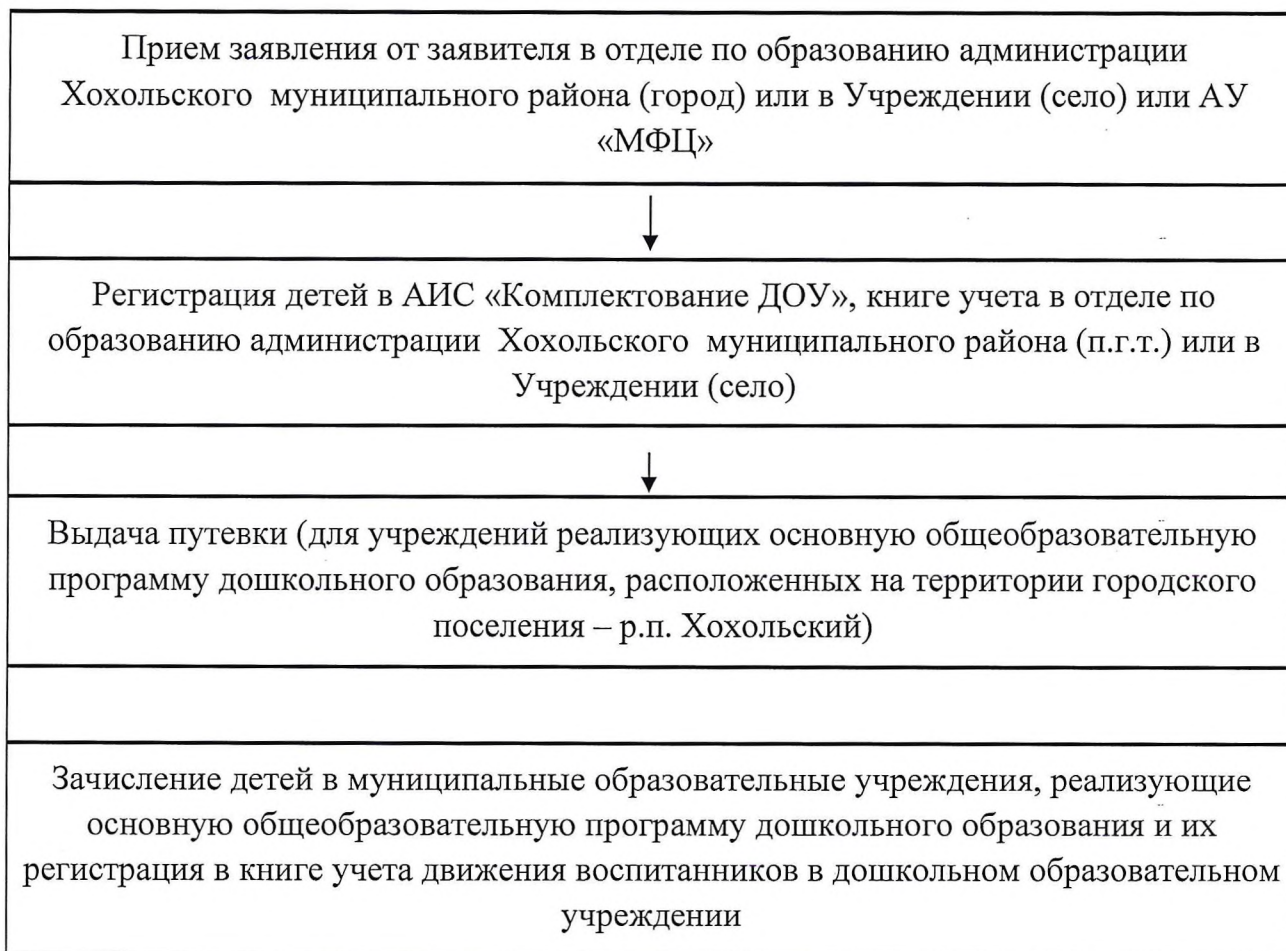 Прием заявления от заявителя в отделе по образованию администрации
Хохольского муниципального района (город) или в Учреждении (село) или АУ
«МФЦ»
Регистрация детей в АИС «Комплектование ДОУ», книге учета в отделе по
образованию администрации Хохольского муниципального района (п.г.т.) или в
Учреждении (село)
Выдача путевки (для учреждений реализующих основную общеобразовательную
программу дошкольного образования, расположенных на территории городского
поселения – р.п. Хохольский)
Зачисление детей в муниципальные образовательные учреждения, реализующие
основную общеобразовательную программу дошкольного образования и их
регистрация в книге учета движения воспитанников в дошкольном образовательном
учреждении